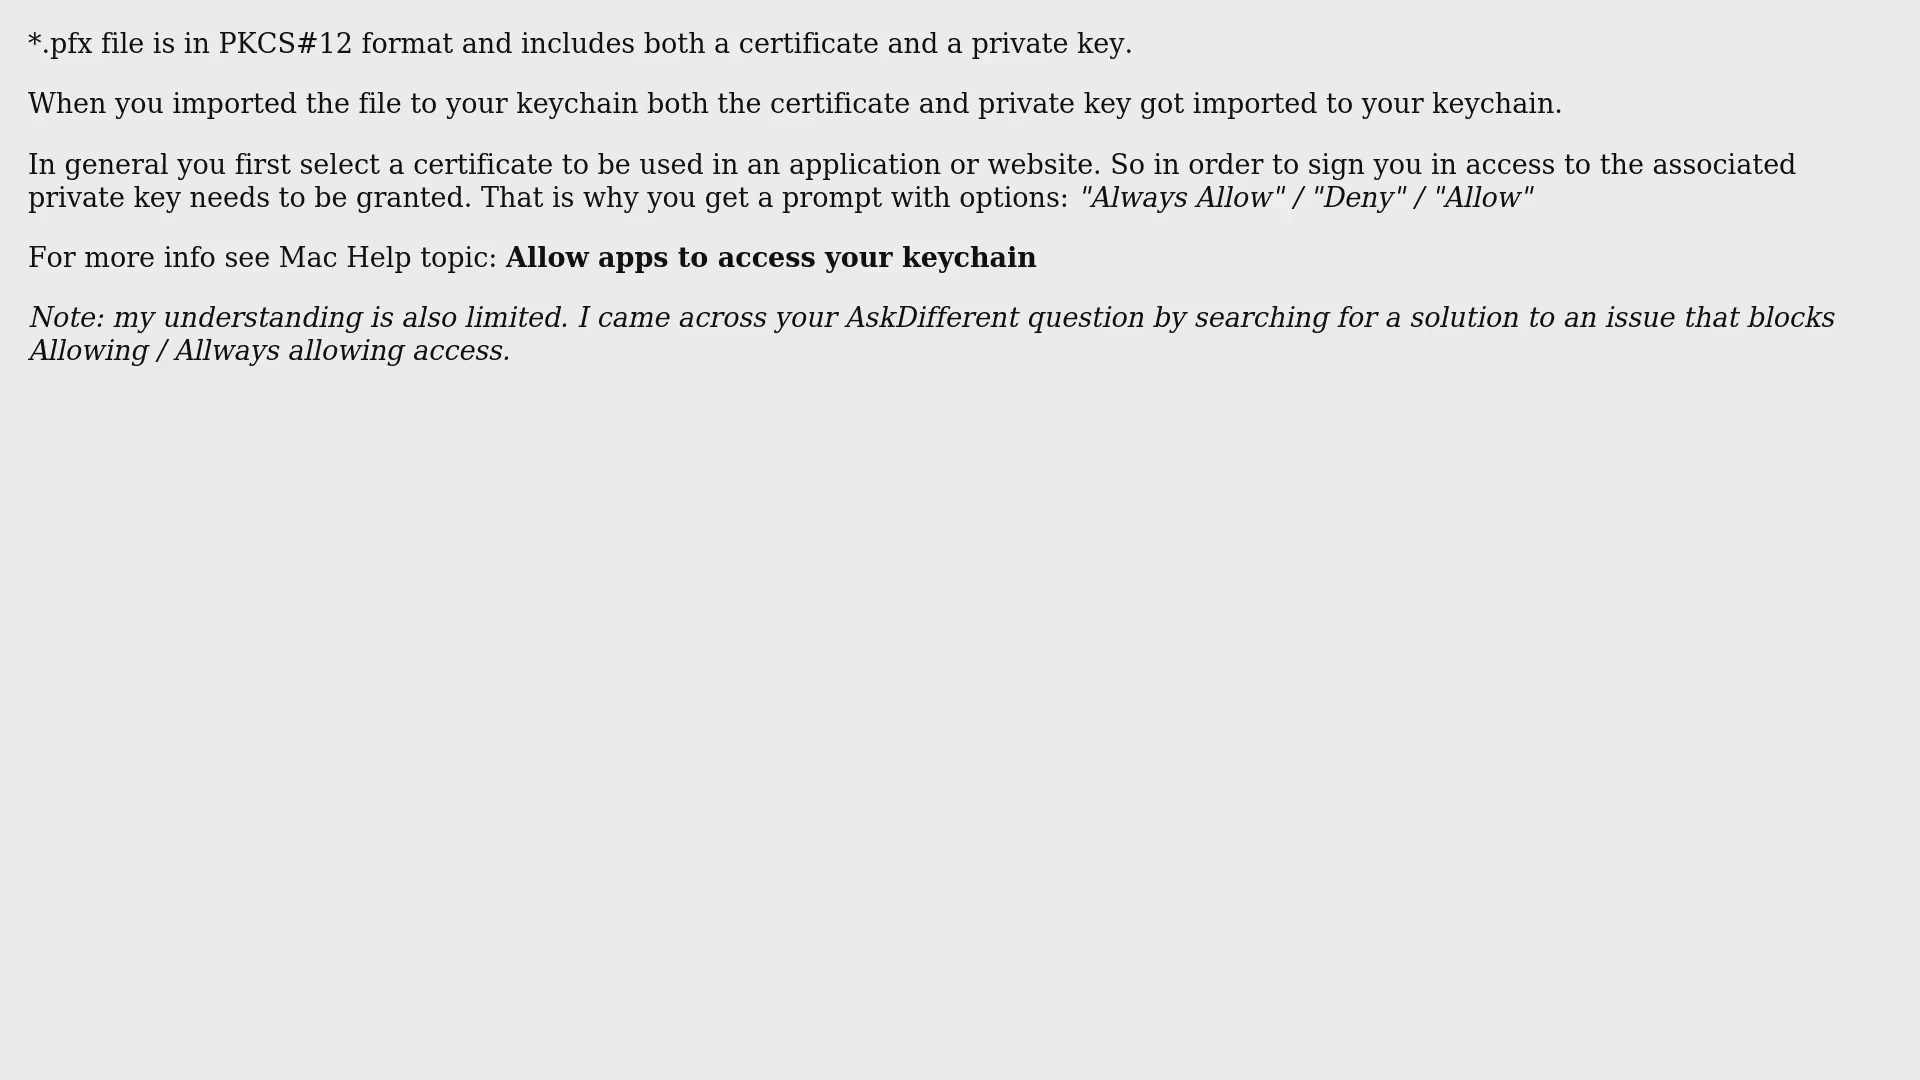 *.pfx file is in PKCS#12 format and includes both a certificate and a private key.
When you imported the file to your keychain both the certificate and private key got imported to your keychain.
In general you first select a certificate to be used in an application or website. So in order to sign you in access to the associated
private key needs to be granted. That is why you get a prompt with options: "Always Allow" / "Deny" / "Allow"
For more info see Mac Help topic: Allow apps to access your keychain
Note: my understanding is also limited. I came across your AskDifferent question by searching for a solution to an issue that blocks
Allowing / Allways allowing access.